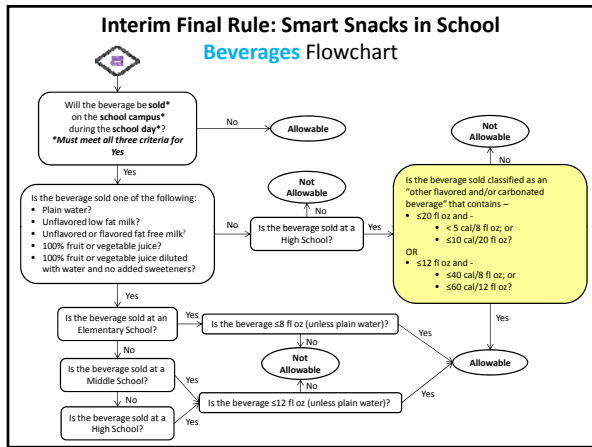 Interim Final Rule: Smart Snacks in School
Beverages Flowchart
Will the beverage be sold*
on the school campus*
during the school day*?
*Must meet all three criteria for
Yes
No
Allowable
Yes
Is the beverage sold one of the following:
• Plain water?
• Unflavored low fat milk?
• Unflavored or flavored fat free milk?
• 100% fruit or vegetable juice?
• 100% fruit or vegetable juice diluted
with water and no added sweeteners?
No
Is the beverage sold at a
High School?
No
Not
Allowable
Yes
Not
Allowable
No
Is the beverage sold classified as an
"other flavored and/or carbonated
beverage" that contains –
• ≤20 fl oz and -
• < 5 cal/8 fl oz; or
• ≤10 cal/20 fl oz?
OR
• ≤12 fl oz and -
• ≤40 cal/8 fl oz; or
• ≤60 cal/12 fl oz?
Yes
Allowable
Yes
Is the beverage sold at an
Elementary School?
Yes
Is the beverage ≤8 fl oz (unless plain water)?
Yes
No
Not
Allowable
No
No
Is the beverage sold at a
Middle School?
Yes
Is the beverage ≤12 fl oz (unless plain water)?
Yes
No
Is the beverage sold at a
High School?
Yes